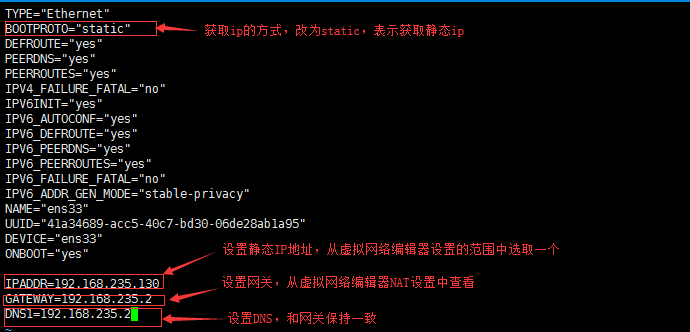 TYPE="Ethernet"
BOOTPROTO="static"
获取ip的方式，改为static，表示获取静态ip
DEFROUTE="yes"
PEERDNS="yes"
PEERROUTES="yes"
IPV4_FAILURE_FATAL="no"
IPV6INIT="yes"
IPV6_AUTOCONF="yes"
IPV6_DEFROUTE="yes"
IPV6_PEERDNS="yes"
IPV6_PEERROUTES="yes"
IPV6_FAILURE_FATAL="no"
IPV6_ADDR_GEN_MODE="stable-privacy"
NAME="ens33"
UUID="41a34689-acc5-40c7-bd30-06de28ab1a95"
DEVICE="ens33"
ONBOOT="yes"
设置静态IP地址，从虚拟网络编辑器设置的范围中选取一个
IPADDR=192.168.235.130
设置网关，从虚拟网络编辑器NAT设置中查看
GATEWAY=192.168.235.2
DNS1=192.168.235.2
设置DNS，和网关保持一致
~